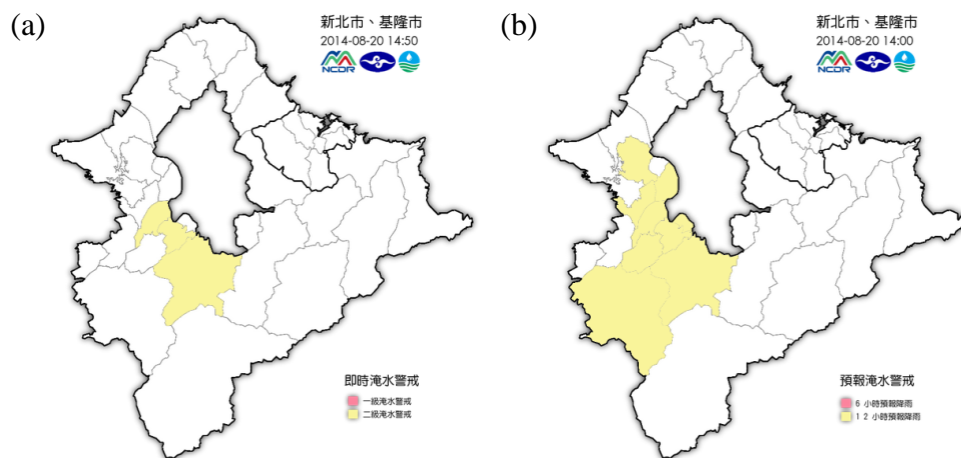 (a)
新北市、基隆市
2014-08-20 14:50
NCDR
即時淹水警戒
一級淹水警戒
二級淹水警戒
(b)
新北市、基隆市
2014-08-20 14:00
NCDR
預報淹水警戒
6 小時預報降雨
1 2 小時預報降雨